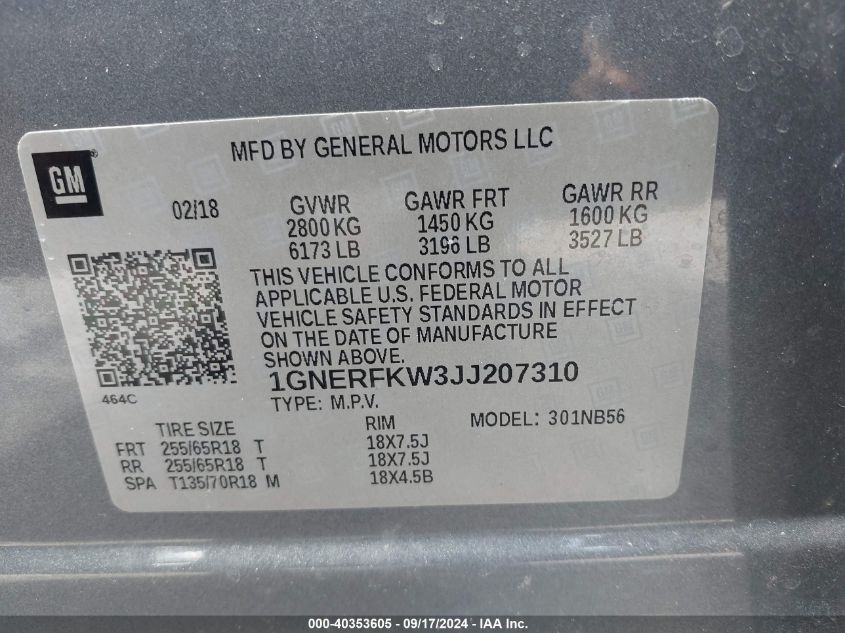 MFD BY GENERAL MOTORS LLC
GM ®
02/18 GVWR GAWR FRT GAWR RR
2800 KG 1450 KG 1600 KG
6173 LB 3196 LB 3527 LB
THIS VEHICLE CONFORMS TO ALL
APPLICABLE U.S. FEDERAL MOTOR
VEHICLE SAFETY STANDARDS IN EFFECT
ON THE DATE OF MANUFACTURE
SHOWN ABOVE.
1GNERFKW3JJ207310
464C
TYPE: M.P.V. MODEL: 301NB56
TIRE SIZE RIM
FRT 255/65R18 T 18X7.5J
RR 255/65R18 T 18X7.5J
SPA T135/70R18 M 18X4.5B
000-40353605 - 09/17/2024 - IAA Inc.